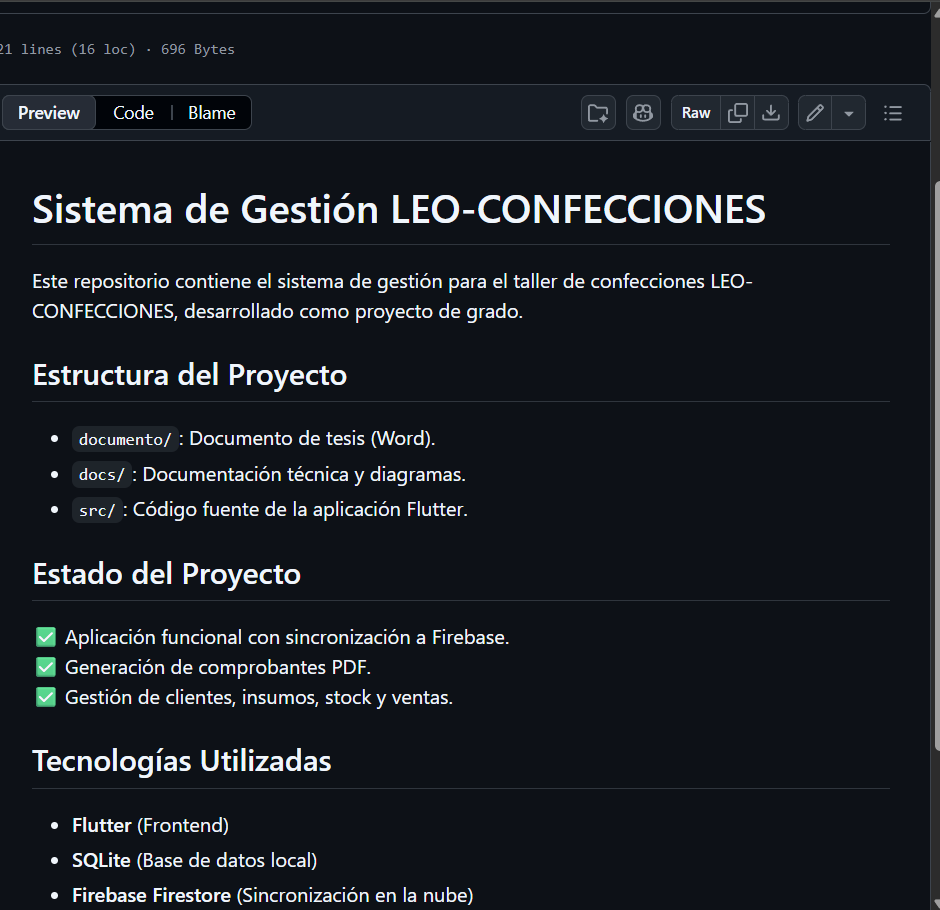 21 lines (16 loc) · 696 Bytes
Preview
Code
Blame
Raw
Sistema de Gestión LEO-CONFECCIONES
Este repositorio contiene el sistema de gestión para el taller de confecciones LEO-
CONFECCIONES, desarrollado como proyecto de grado.
Estructura del Proyecto
documento/: Documento de tesis (Word).
docs/: Documentación técnica y diagramas.
src/: Código fuente de la aplicación Flutter.
Estado del Proyecto
✅ Aplicación funcional con sincronización a Firebase.
✅ Generación de comprobantes PDF.
✅ Gestión de clientes, insumos, stock y ventas.
Tecnologías Utilizadas
Flutter (Frontend)
SQLite (Base de datos local)
Firebase Firestore (Sincronización en la nube)